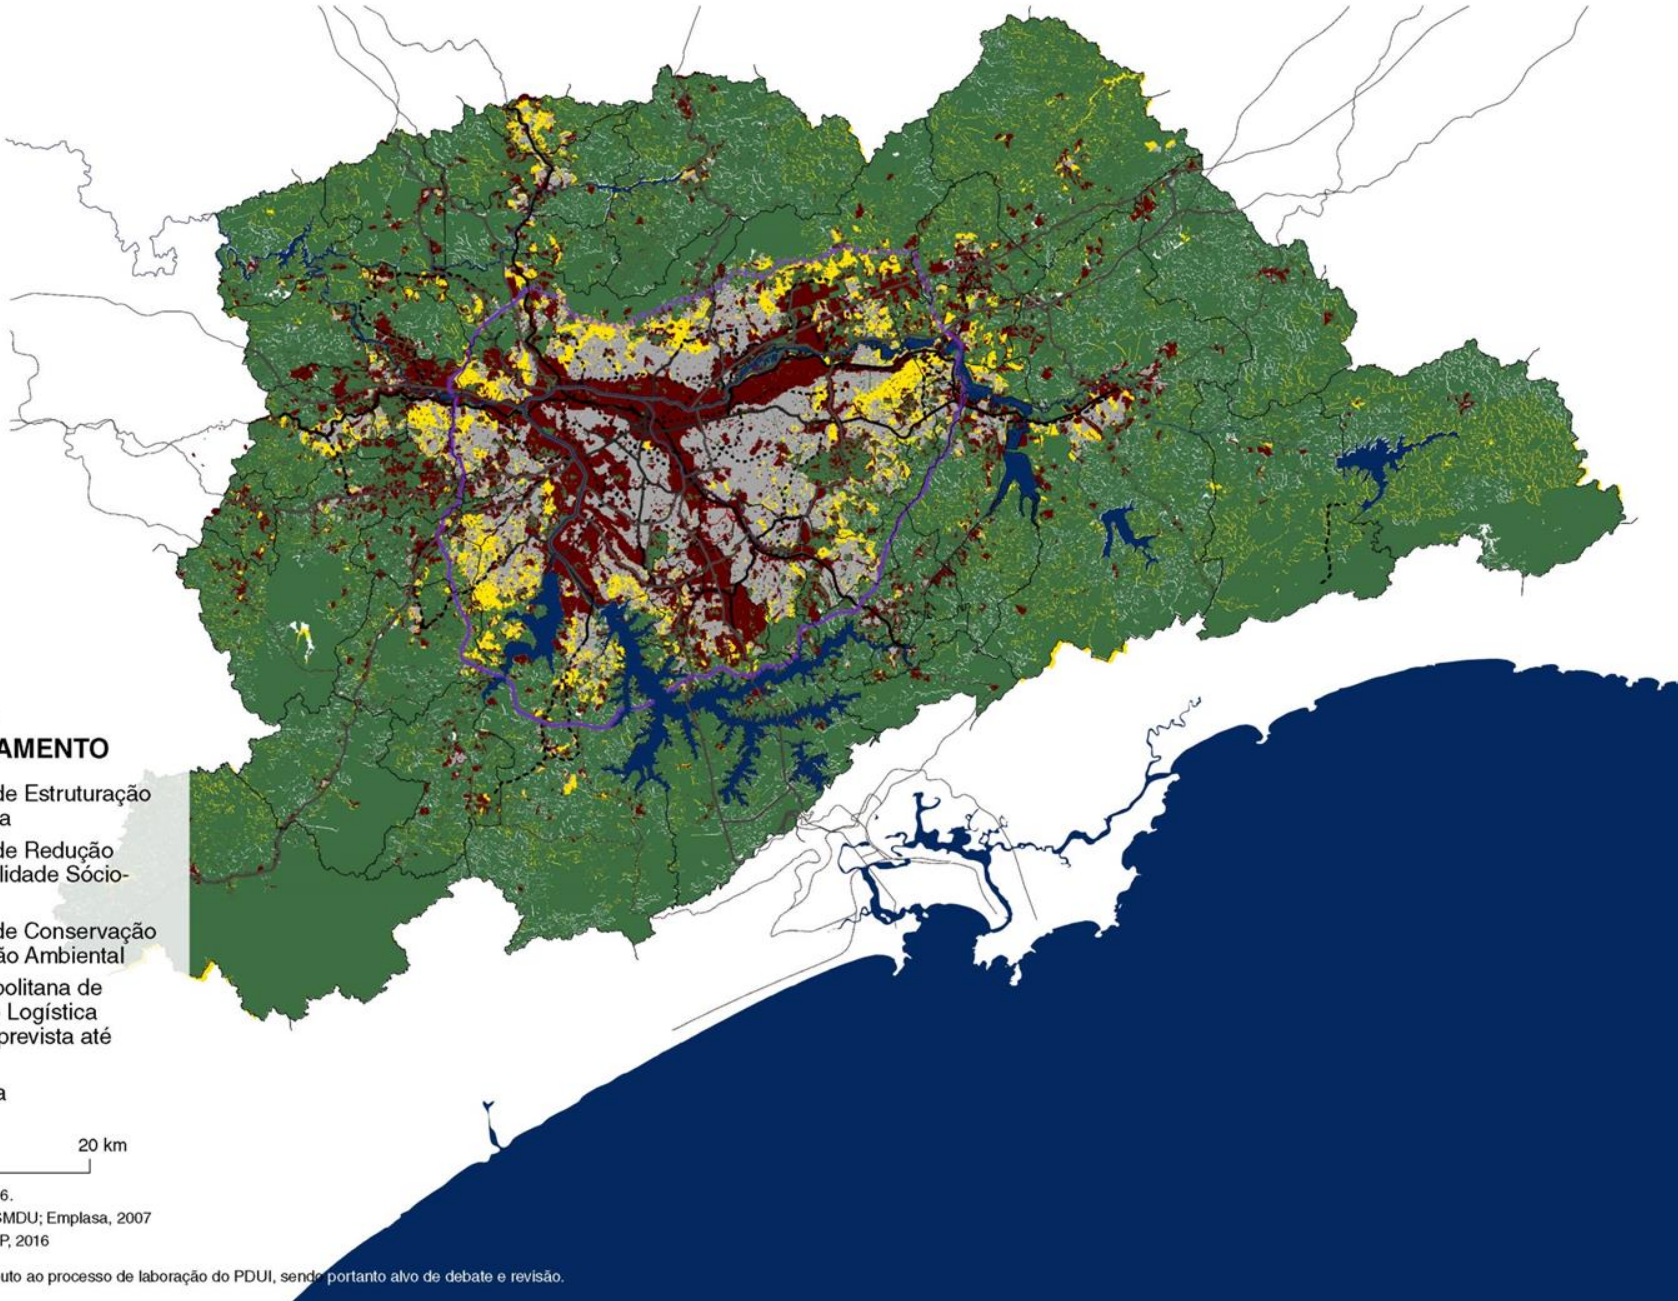 AMENTO
de Estruturação
a
de Redução
lidade Sócio-
de Conservação
ão Ambiental
politana de
Logística
prevista até
a
20 km
6.
SMDU; Emplasa, 2007
P, 2016
uto ao processo de laboração do PDUI, sendo portanto alvo de debate e revisão.